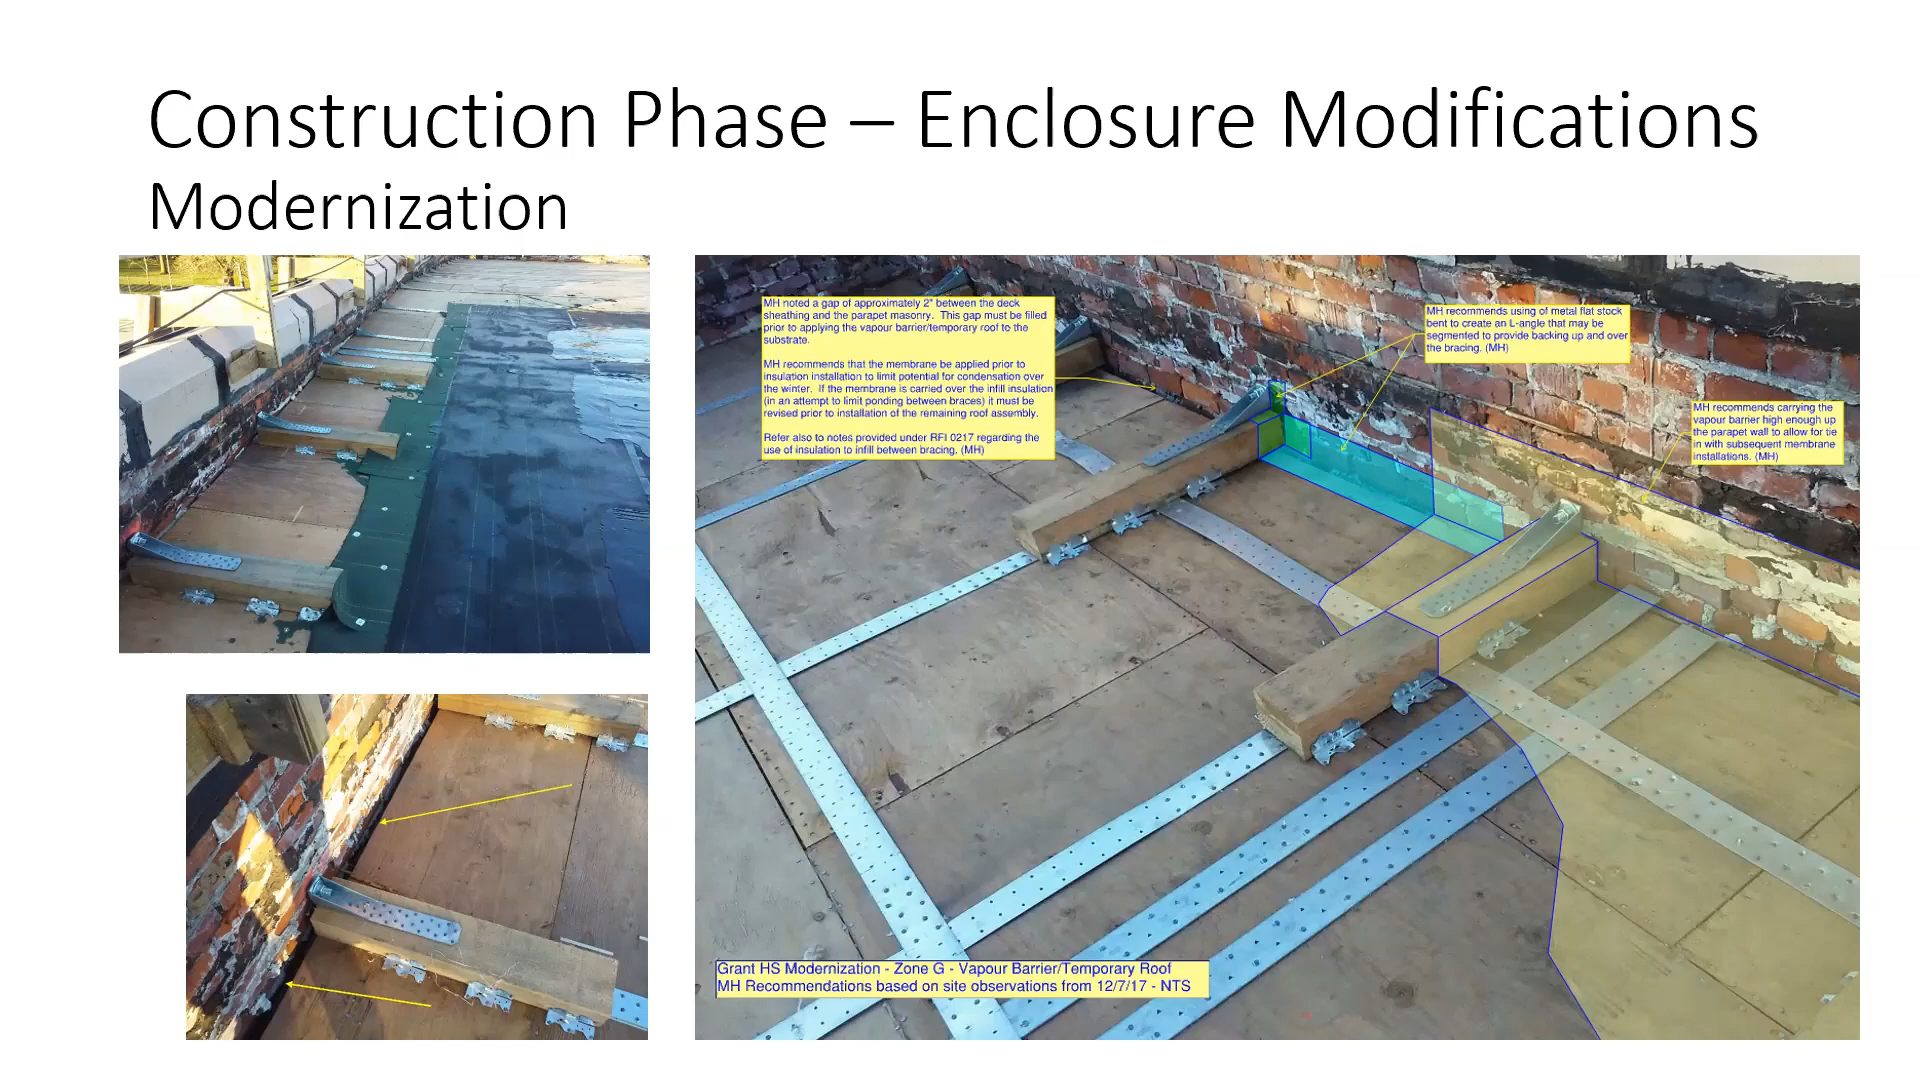 Construction Phase – Enclosure Modifications
Modernization
MH noted a gap of approximately 2" between the deck
sheathing and the parapet masonry. This gap must be filled
prior to applying the vapour barrier/temporary roof to the
substrate.
MH recommends that the membrane be applied prior to
insulation installation to limit potential for condensation over
the winter. If the membrane is carried over the infill insulation
(in an attempt to limit ponding between braces) it must be
revised prior to installation of the remaining roof assembly.
Refer also to notes provided under RFI 0217 regarding the
use of insulation to infill between bracing. (MH)
MH recommends using of metal flat stock
bent to create an L-angle that may be
segmented to provide backing up and over
the bracing. (MH)
MH recommends carrying the
vapour barrier high enough up
the parapet wall to allow for tie
in with subsequent membrane
installations. (MH)
Grant HS Modernization - Zone G - Vapour Barrier/Temporary Roof
MH Recommendations based on site observations from 12/7/17 - NTS